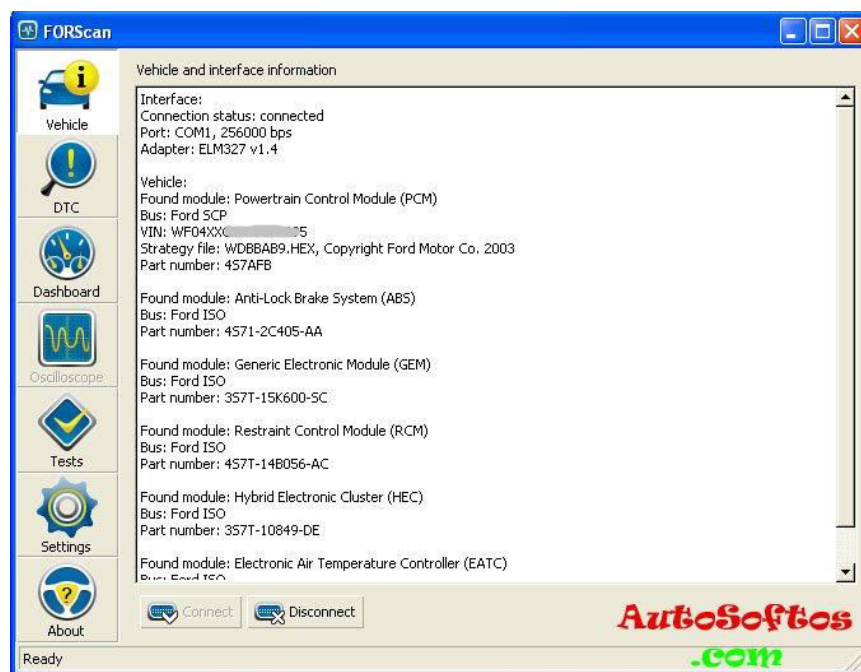 FORScan
Vehicle
DTC
Dashboard
Oscilloscope
Tests
Settings
About
Vehicle and interface information
Interface:
Connection status: connected
Port: COM1, 256000 bps
Adapter: ELM327 v1.4
Vehicle:
Found module: Powertrain Control Module (PCM)
Bus: Ford SCP
VIN: WF04XX
Strategy file: WDBBAB9.HEX, Copyright Ford Motor Co. 2003
Part number: 4S7AFB
Found module: Anti-Lock Brake System (ABS)
Bus: Ford ISO
Part number: 4S71-2C405-AA
Found module: Generic Electronic Module (GEM)
Bus: Ford ISO
Part number: 3S7T-15K600-SC
Found module: Restraint Control Module (RCM)
Bus: Ford ISO
Part number: 4S7T-14B056-AC
Found module: Hybrid Electronic Cluster (HEC)
Bus: Ford ISO
Part number: 3S7T-10849-DE
Found module: Electronic Air Temperature Controller (EATC)
Bus: Ford ISO
Connect
Disconnect
AutoSoftos
.com
Ready